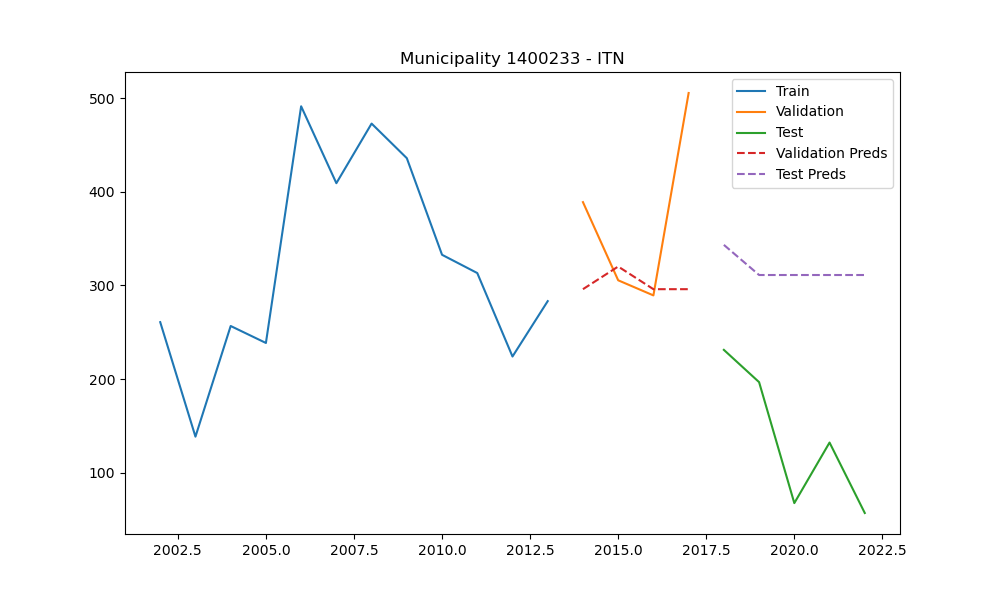 Municipality 1400233 - ITN
500
400
300
200
100
2002.5 2005.0 2007.5 2010.0 2012.5 2015.0 2017.5 2020.0 2022.5
Train
Validation
Test
Validation Preds
Test Preds